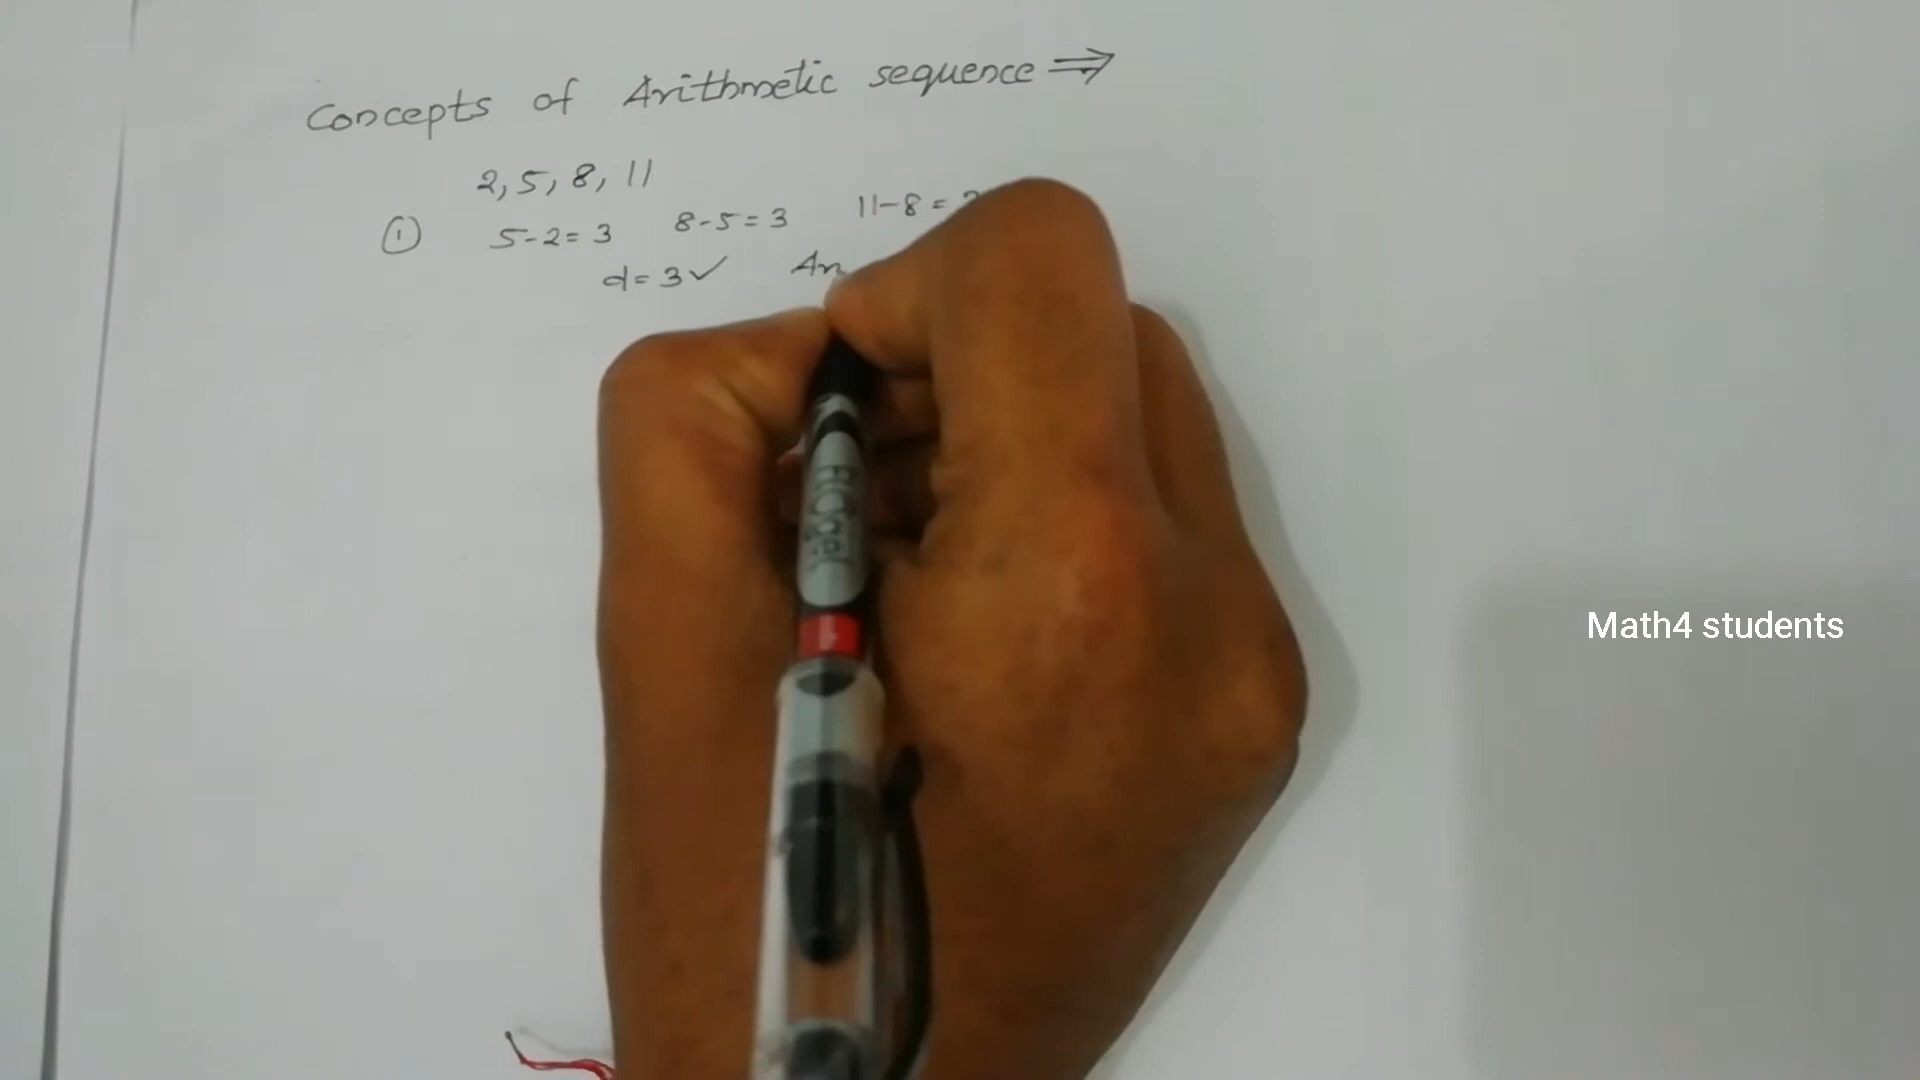 Concepts of Arithmetic sequence ⇒
2, 5, 8, 11
① 5-2=3 8-5=3 11-8=
d=3✓
Math4 students